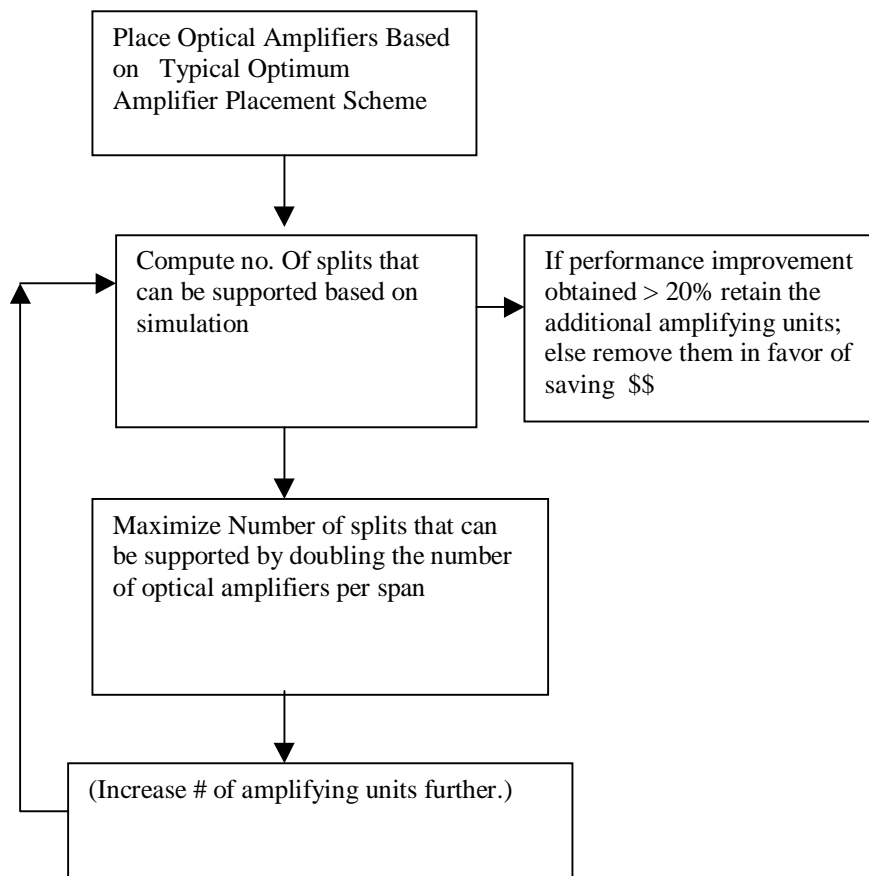 Place Optical Amplifiers Based
on Typical Optimum
Amplifier Placement Scheme
Compute no. Of splits that
can be supported based on
simulation
If performance improvement
obtained > 20% retain the
additional amplifying units;
else remove them in favor of
saving $$
Maximize Number of splits that can
be supported by doubling the number
of optical amplifiers per span
(Increase # of amplifying units further.)